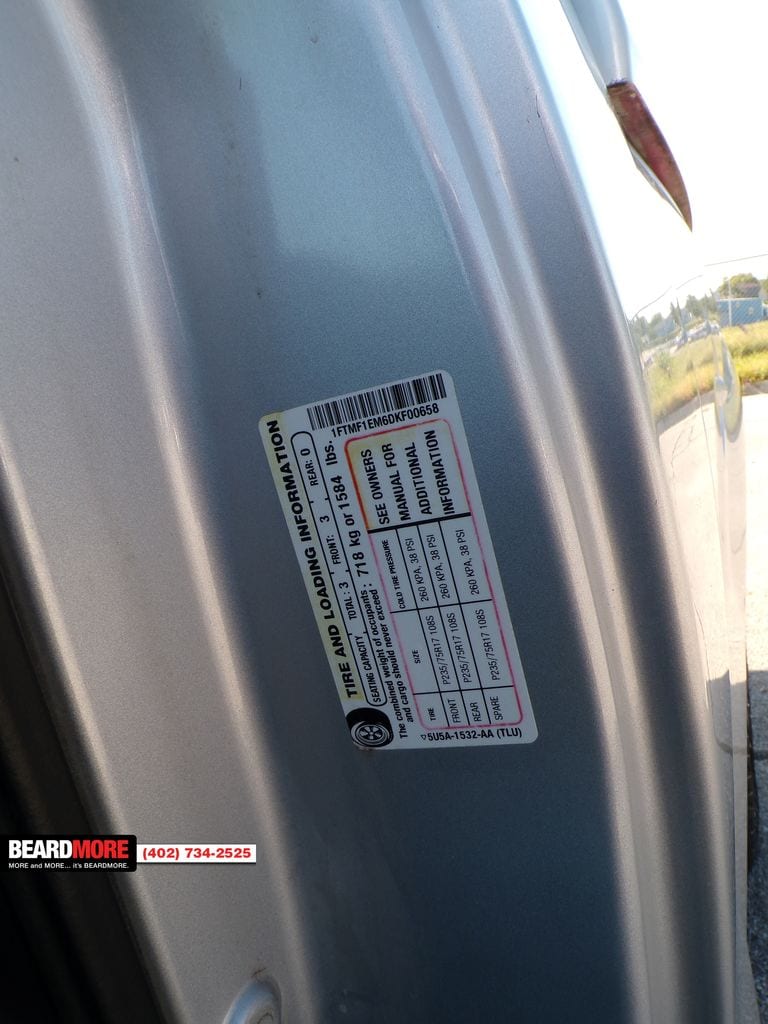 1FTMF1EM6DKF00658
TIRE AND LOADING INFORMATION
SEATING CAPACITY TOTAL: 3 FRONT: 3 REAR: 0
The combined weight of occupants and cargo should never exceed : 718 kg or 1584 lbs.
TIRE SIZE COLD TIRE PRESSURE
FRONT P235/75R17 108S 260 KPA, 38 PSI
REAR P235/75R17 108S 260 KPA, 38 PSI
SPARE P235/75R17 108S 260 KPA, 38 PSI
SEE OWNERS
MANUAL FOR
ADDITIONAL
INFORMATION
5U5A-1532-AA (TLU)
BEARDMORE
MORE and MORE... it's BEARDMORE.
(402) 734-2525